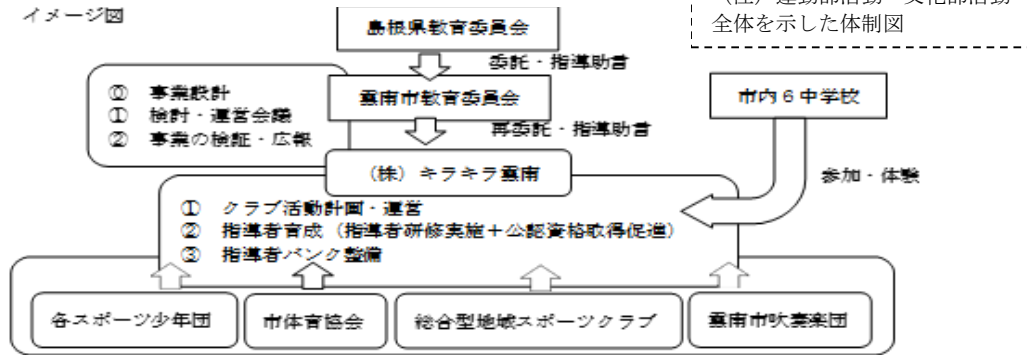 イメージ図
全体を示した体制図
島根県教育委員会
委託・指導助言
⓪ 事業設計
① 検討・運営会議
② 事業の検証・広報
雲南市教育委員会
再委託・指導助言
市内6中学校
参加・体験
(株)キラキラ雲南
① クラブ活動計画・運営
② 指導者育成(指導者研修実施+公認資格取得促進)
③ 指導者バンク整備
各スポーツ少年団
市体育協会
総合型地域スポーツクラブ
雲南市吹奏楽団